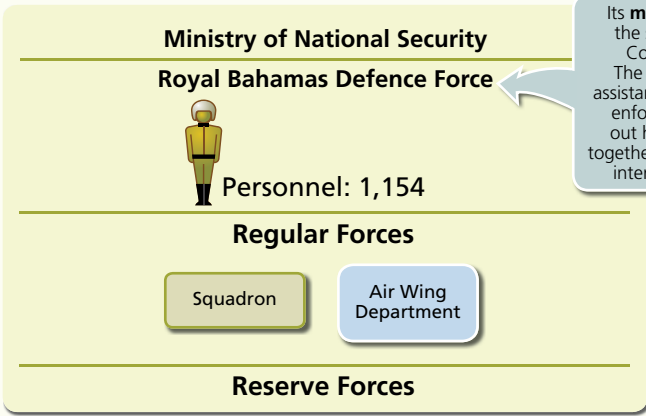 Ministry of National Security
Royal Bahamas Defence Force
Personnel: 1,154
Regular Forces
Squadron
Air Wing
Department
Reserve Forces
Its
the
The
out